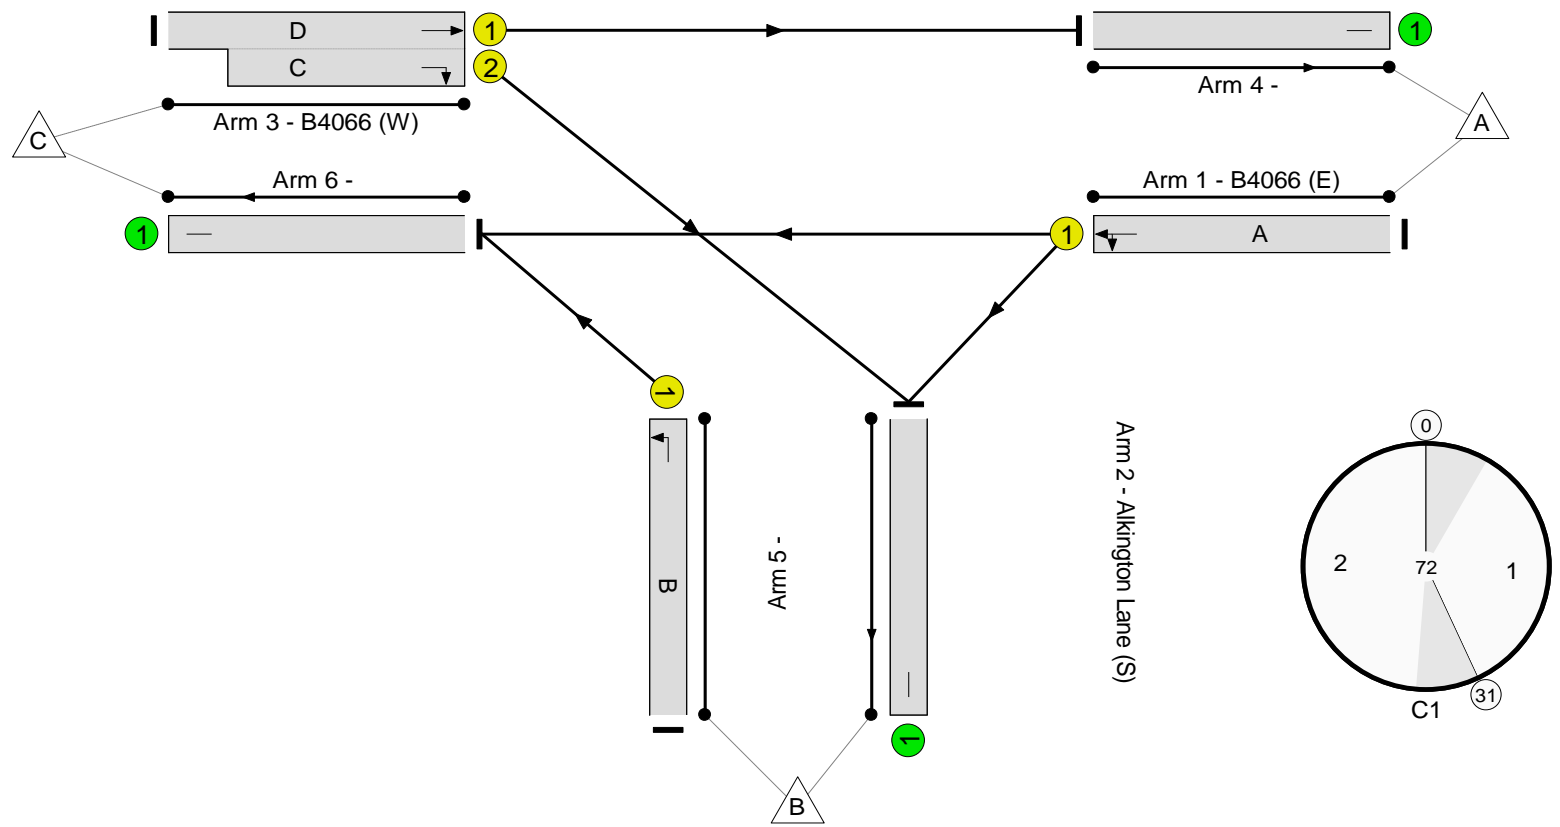 D
1
1
C
2
Arm 4 -
C
Arm 3 - B4066 (W)
A
Arm 6 -
Arm 1 - B4066 (E)
1
1
A
1
B
Arm 5 -
1
Arm 2 - Alkington Lane (S)
0
2
72
1
31
C1
B